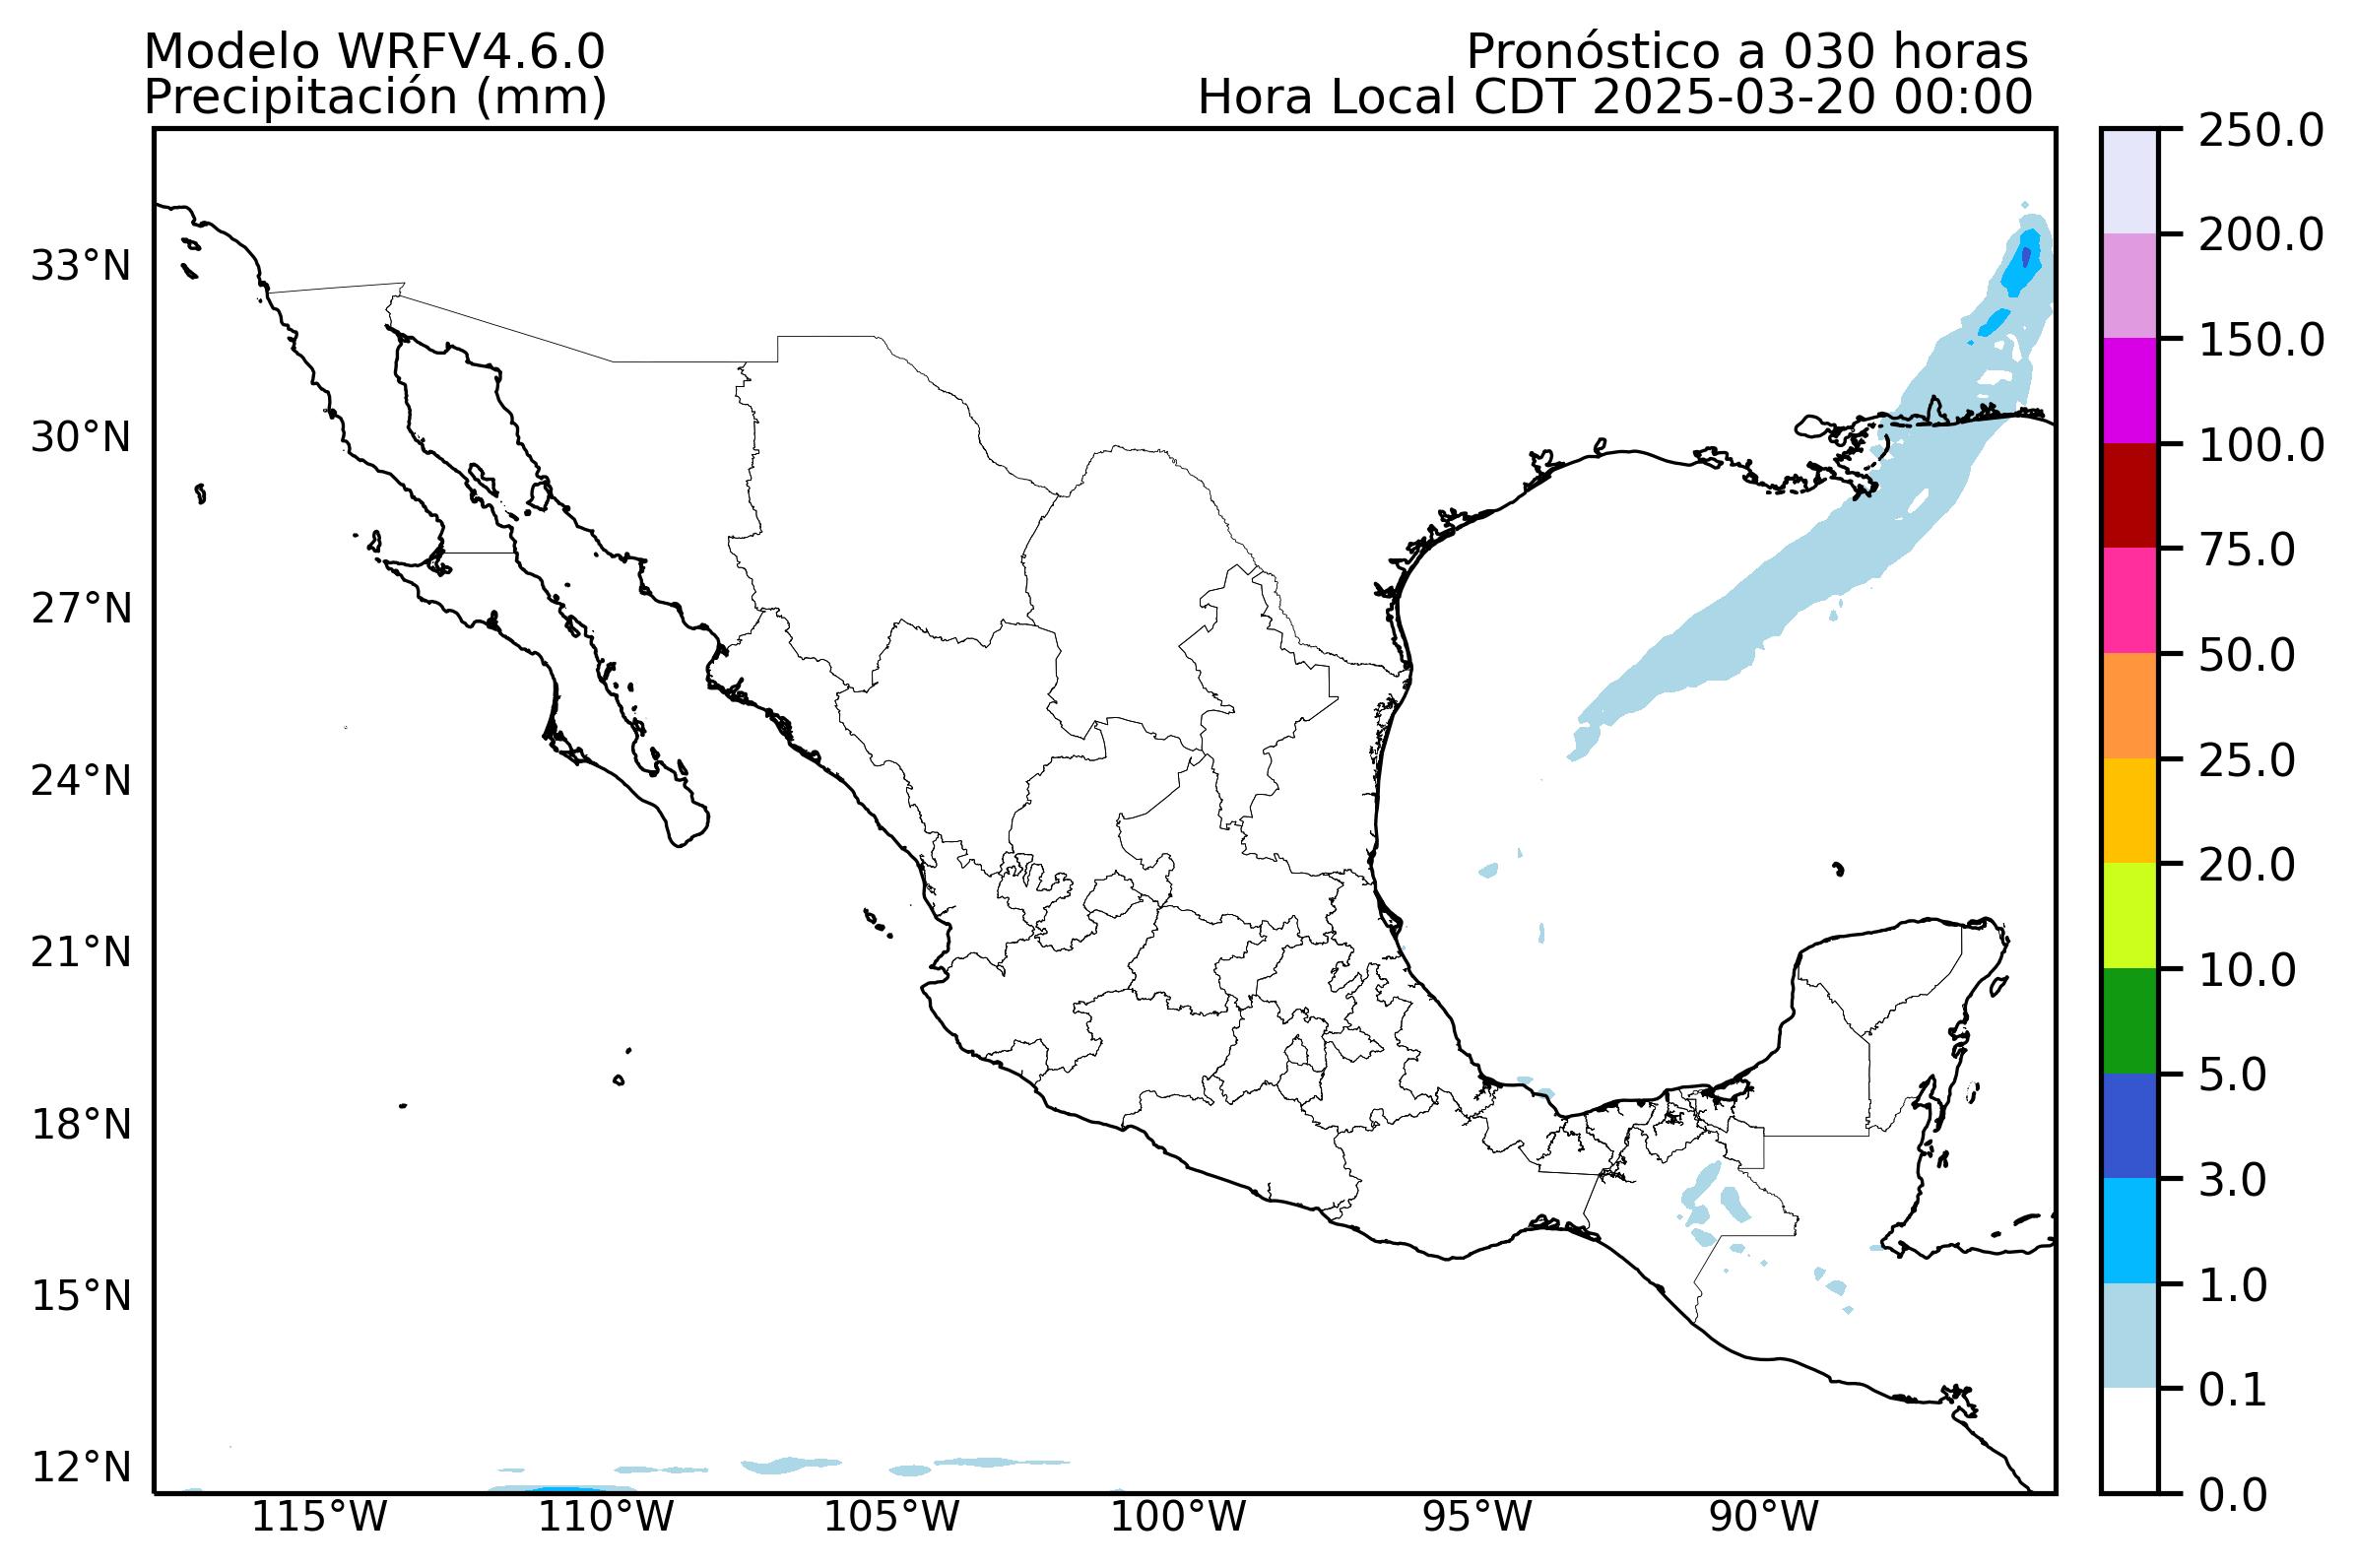 Modelo WRFV4.6.0
Precipitación (mm)
Pronóstico a 030 horas
Hora Local CDT 2025-03-20 00:00
33°N
30°N
27°N
24°N
21°N
18°N
15°N
12°N
115°W
110°W
105°W
100°W
95°W
90°W
250.0
200.0
150.0
100.0
75.0
50.0
25.0
20.0
10.0
5.0
3.0
1.0
0.1
0.0